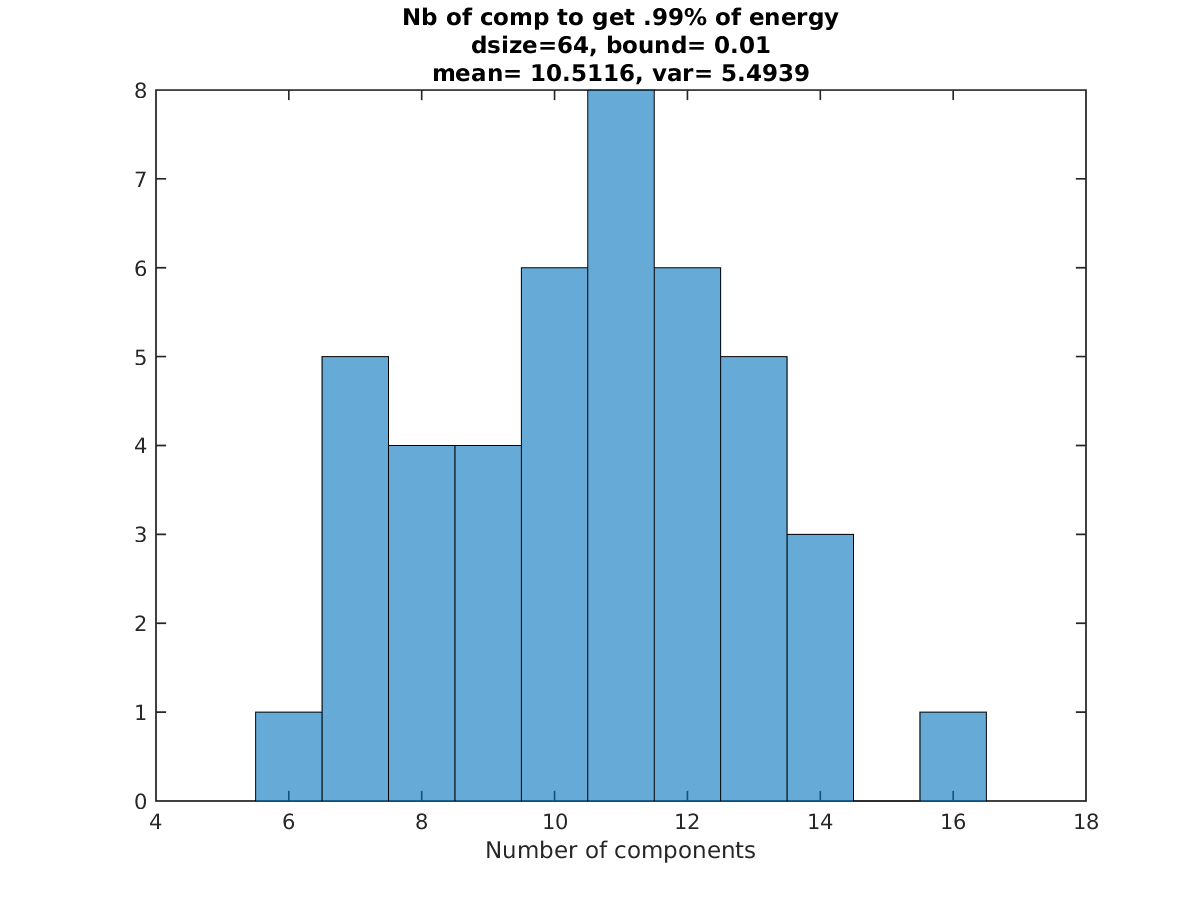 Nb of comp to get .99% of energy
dsize=64, bound= 0.01
mean= 10.5116, var= 5.4939
8
7
6
5
4
3
2
1
0
4 6 8 10 12 14 16 18
Number of components